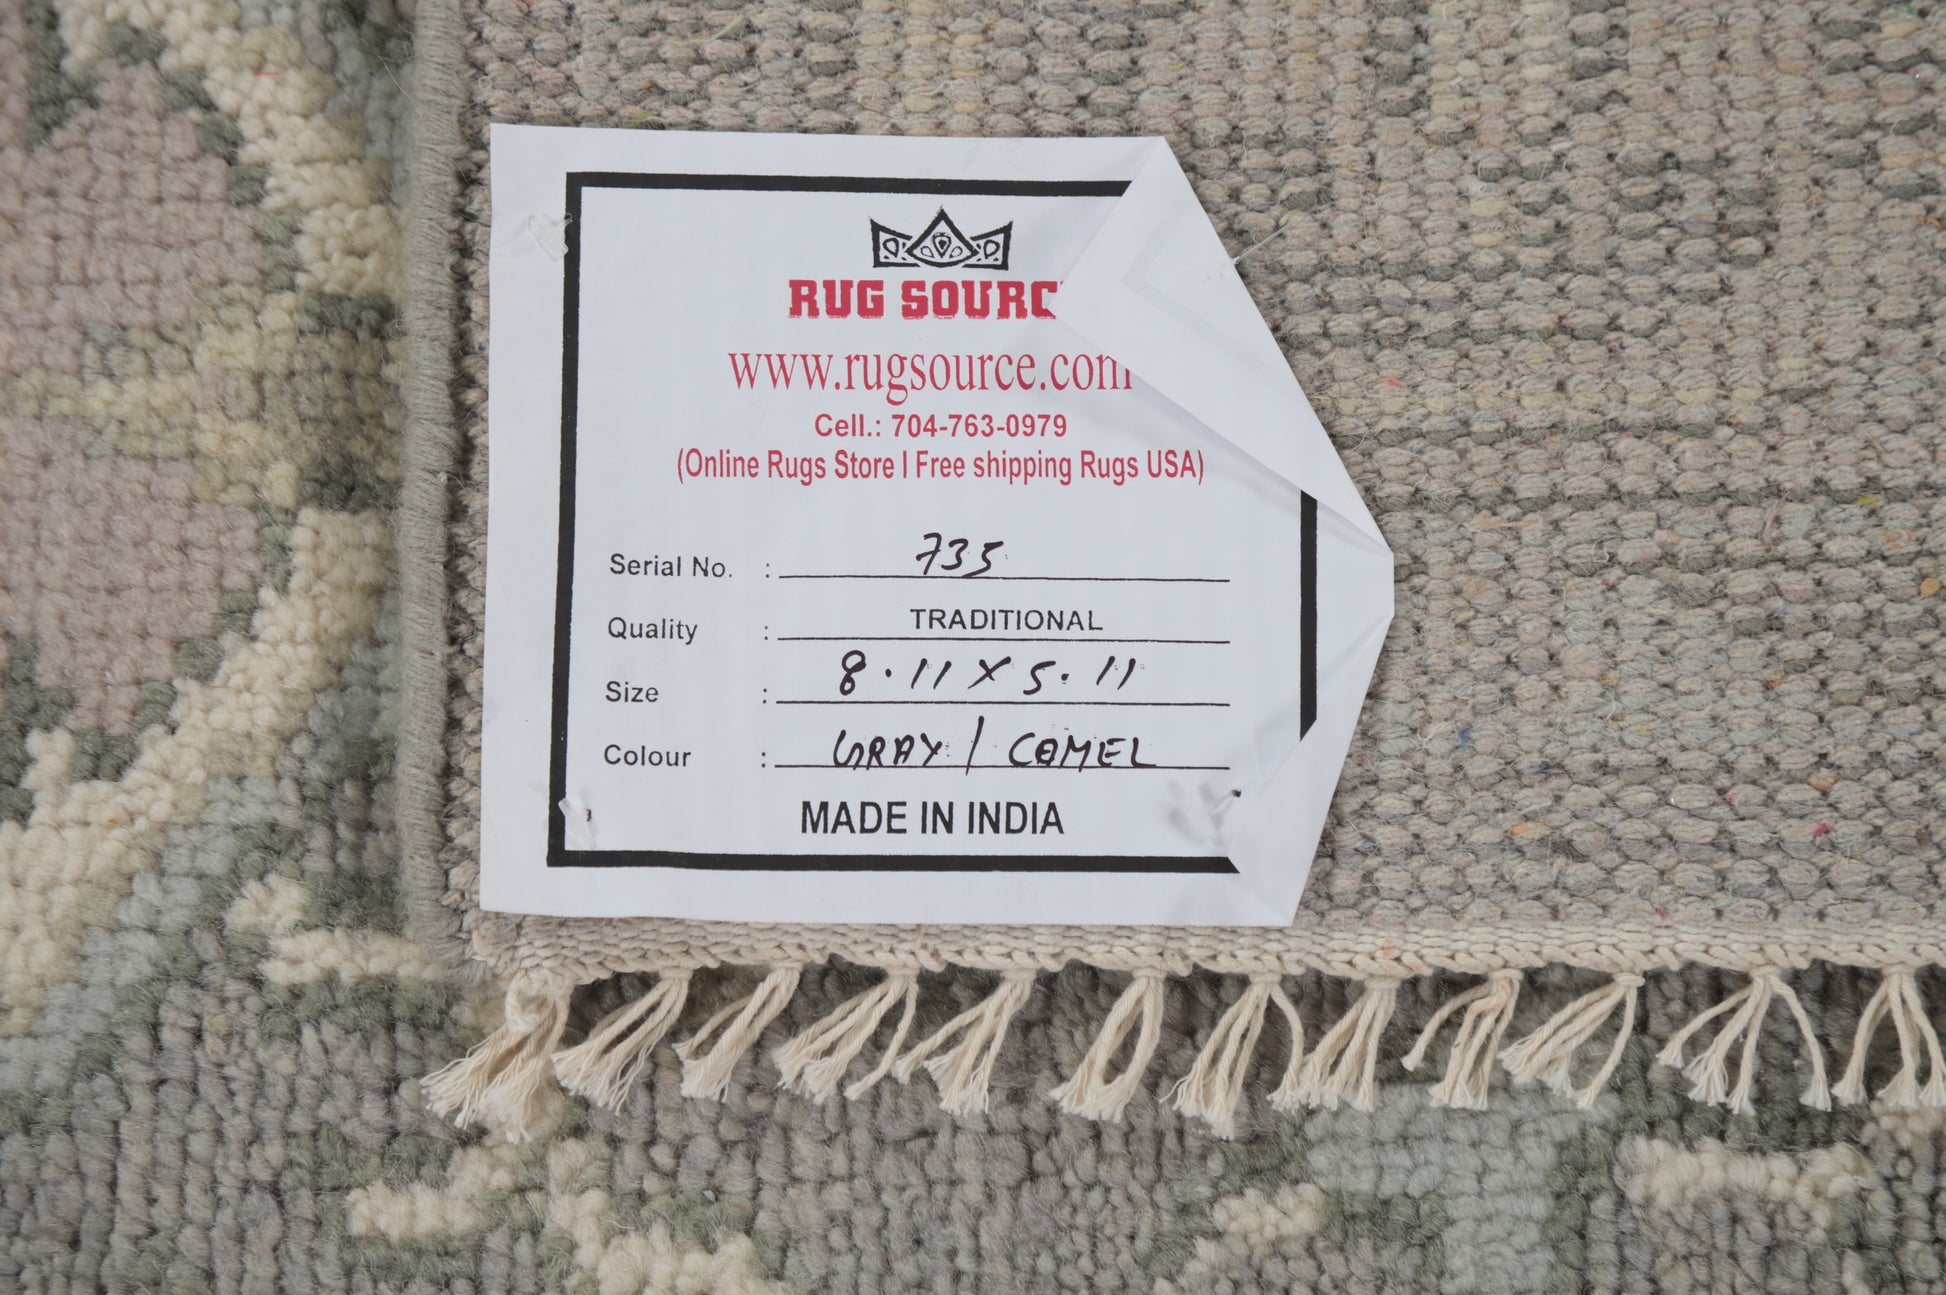 RUG SOURC
www.rugsource.com
Cell.: 704-763-0979
(Online Rugs Store I Free shipping Rugs USA)
Serial No. : 735
Quality : TRADITIONAL
Size : 8.11 X 5.11
Colour : GRAY / COMEL
MADE IN INDIA